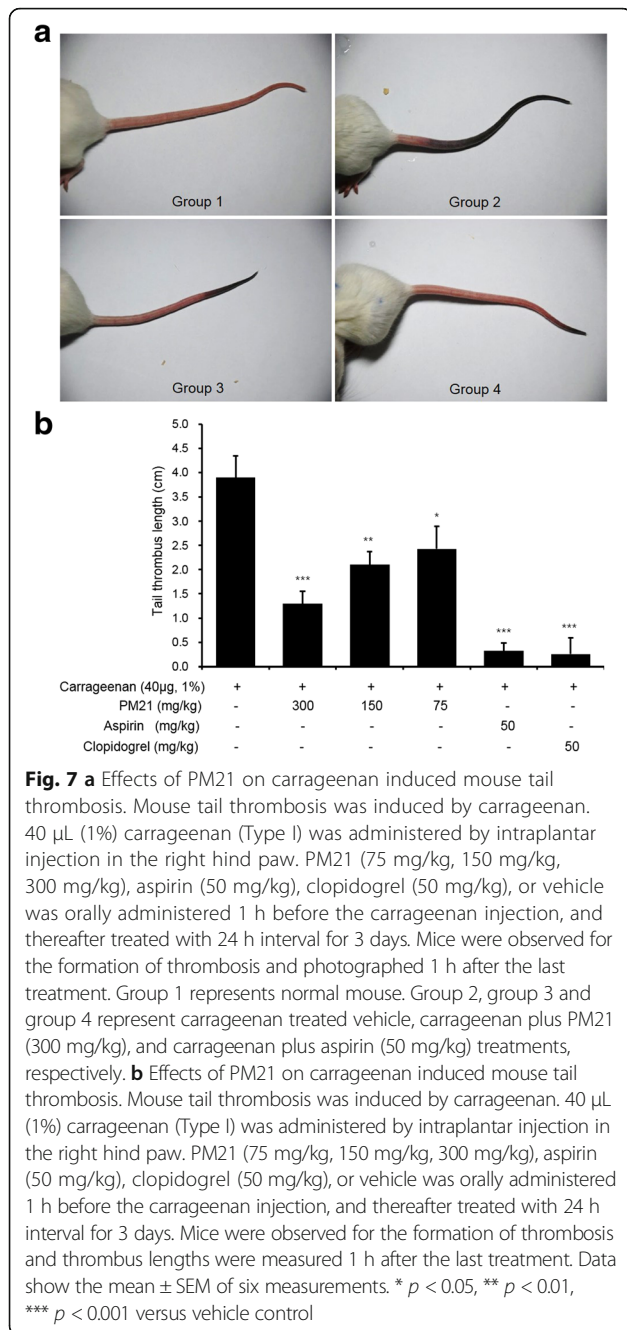 a
Group 1
Group 2
Group 3
Group 4
b
Tail thrombus length (cm)
5.0
4.5
4.0
3.5
3.0
2.5
2.0
1.5
1.0
0.5
0.0
***
**
*
***
***
Carrageenan (40µg, 1%) + + + + + +
PM21 (mg/kg) - 300 150 75 - -
Aspirin (mg/kg) - - - - 50 -
Clopidogrel (mg/kg) - - - - - 50
Fig. 7 a Effects of PM21 on carrageenan induced mouse tail
thrombosis. Mouse tail thrombosis was induced by carrageenan.
40 μL (1%) carrageenan (Type I) was administered by intraplantar
injection in the right hind paw. PM21 (75 mg/kg, 150 mg/kg,
300 mg/kg), aspirin (50 mg/kg), clopidogrel (50 mg/kg), or vehicle
was orally administered 1 h before the carrageenan injection, and
thereafter treated with 24 h interval for 3 days. Mice were observed for
the formation of thrombosis and photographed 1 h after the last
treatment. Group 1 represents normal mouse. Group 2, group 3 and
group 4 represent carrageenan treated vehicle, carrageenan plus PM21
(300 mg/kg), and carrageenan plus aspirin (50 mg/kg) treatments,
respectively. b Effects of PM21 on carrageenan induced mouse tail
thrombosis. Mouse tail thrombosis was induced by carrageenan. 40 μL
(1%) carrageenan (Type I) was administered by intraplantar injection in
the right hind paw. PM21 (75 mg/kg, 150 mg/kg, 300 mg/kg), aspirin
(50 mg/kg), clopidogrel (50 mg/kg), or vehicle was orally administered
1 h before the carrageenan injection, and thereafter treated with 24 h
interval for 3 days. Mice were observed for the formation of thrombosis
and thrombus lengths were measured 1 h after the last treatment. Data
show the mean ± SEM of six measurements. * p < 0.05, ** p < 0.01,
*** p < 0.001 versus vehicle control